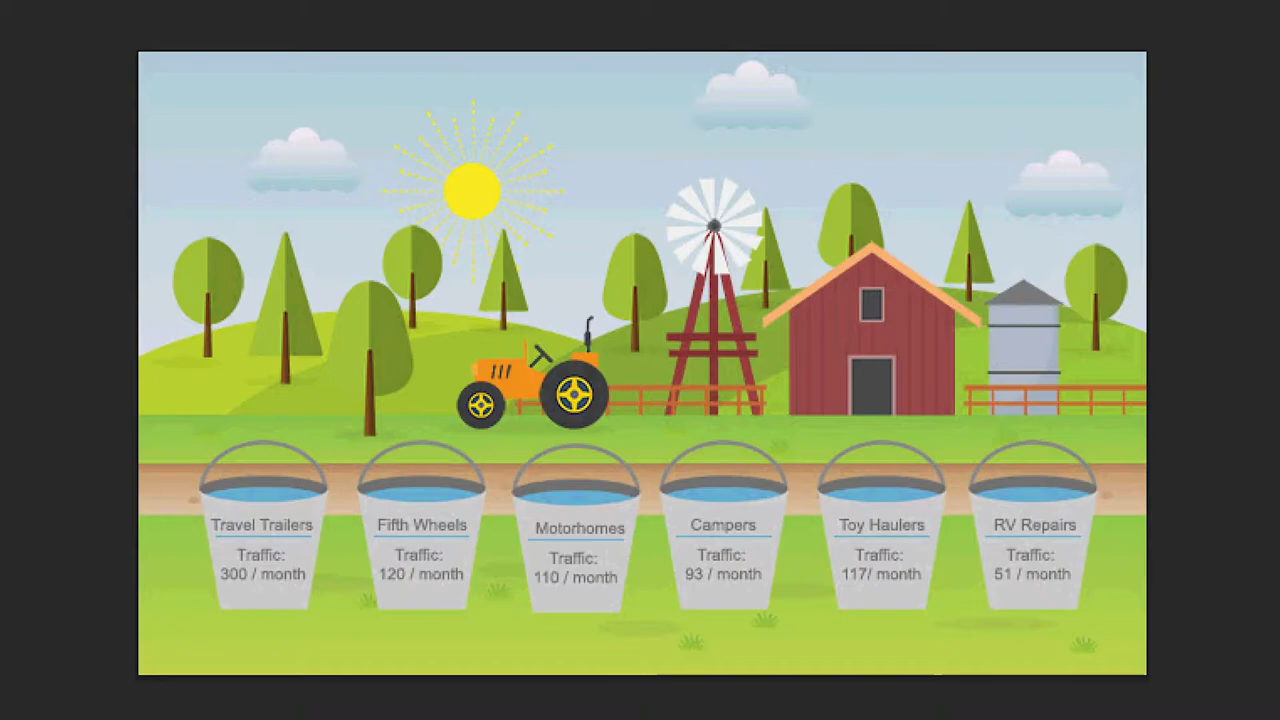 Travel Trailers
Traffic:
300 / month
Fifth Wheels
Traffic:
120 / month
Motorhomes
Traffic:
110 / month
Campers
Traffic:
93 / month
Toy Haulers
Traffic:
117/ month
RV Repairs
Traffic:
51 / month